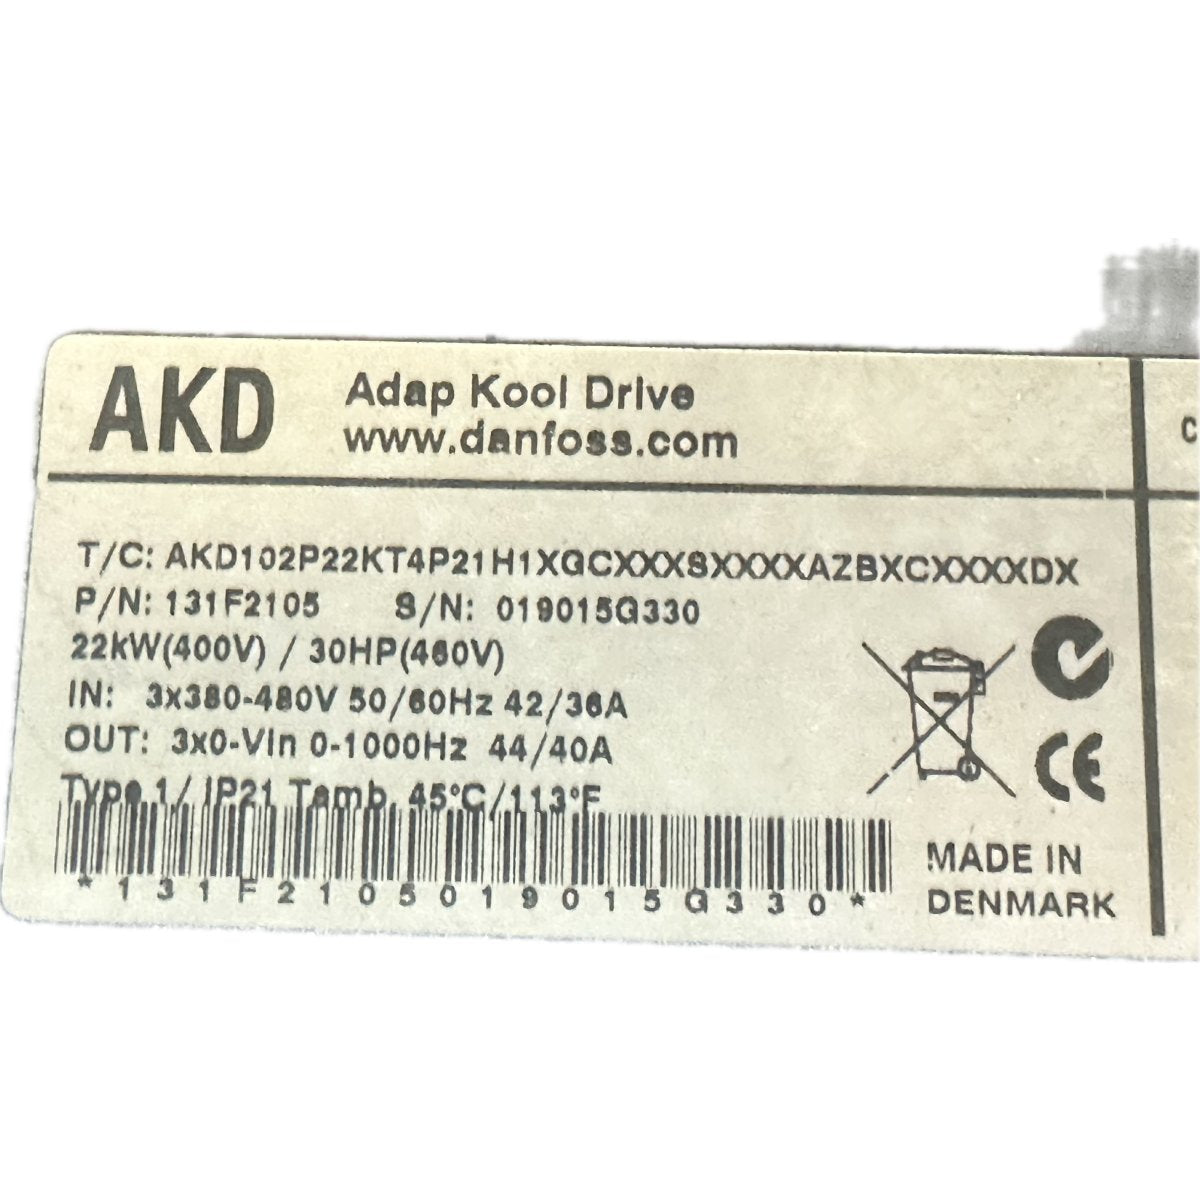 AKD
Adap Kool Drive
www.danfoss.com
T/C: AKD102P22KT4P21H1XGCXXXSXXXXAZBXCXXXXDX
P/N: 131F2105 S/N: 019015G330
22kW(400V) / 30HP(460V)
IN: 3x380-480V 50/60Hz 42/36A
OUT: 3x0-Vin 0-1000Hz 44/40A
Type 1/ IP21 Tamb. 45°C/113°F
*131F2105019015G330*
CE
MADE IN
DENMARK
C